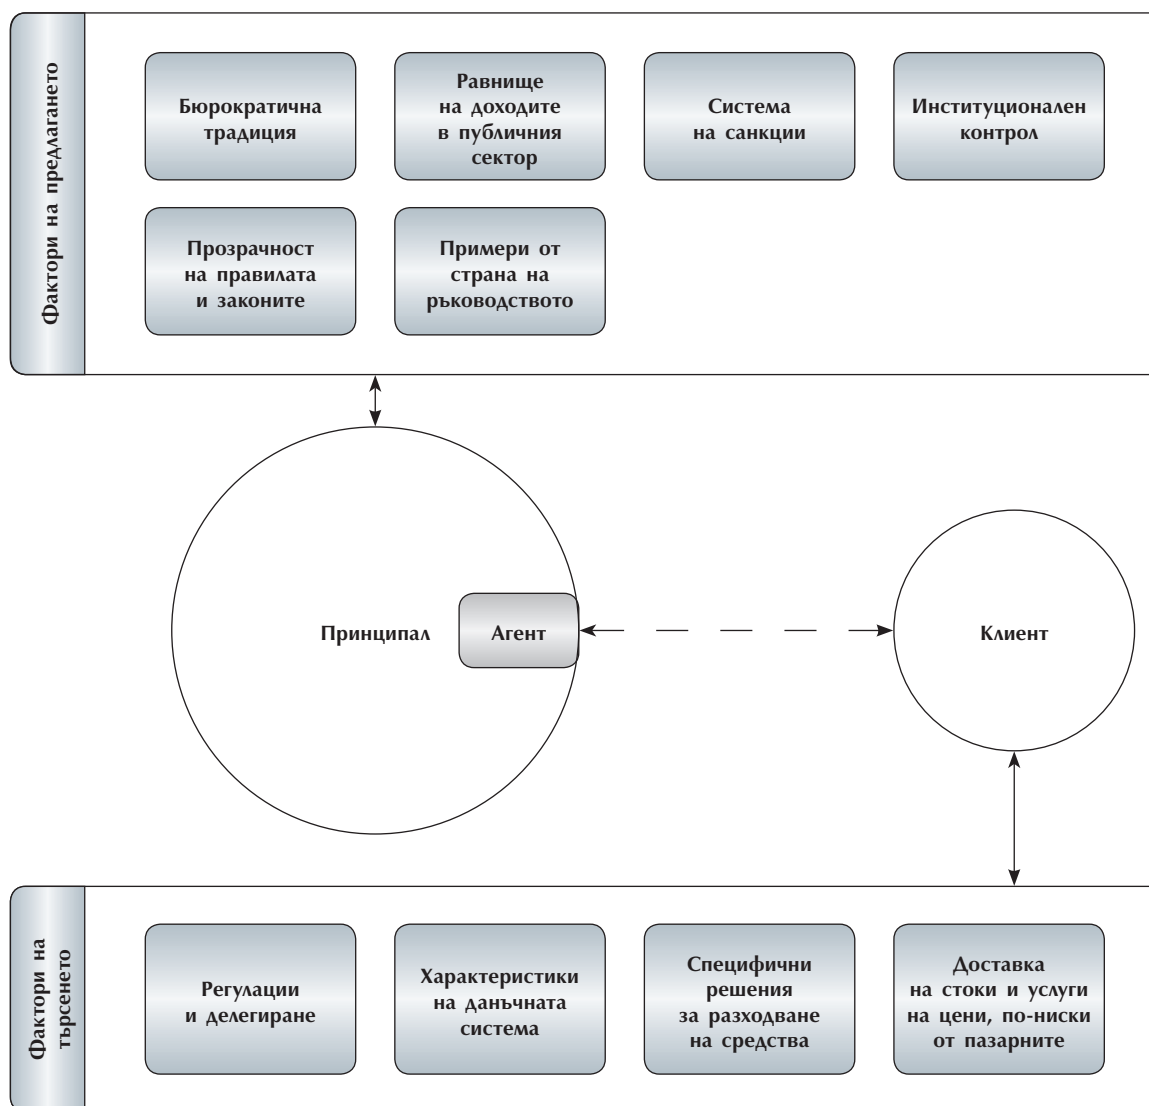 Фактори на предлагането
Бюрократична
традиция
Равнище
на доходите
в публичния
сектор
Система
на санкции
Институционален
контрол
Прозрачност
на правилата
и законите
Примери от
страна на
ръководството
Принципал
Агент
Клиент
Фактори на
търсенето
Регулации
и делегиране
Характеристики
на данъчната
система
Специфични
решения
за разходване
на средства
Доставка
на стоки и услуги
на цени, по-ниски
от пазарните